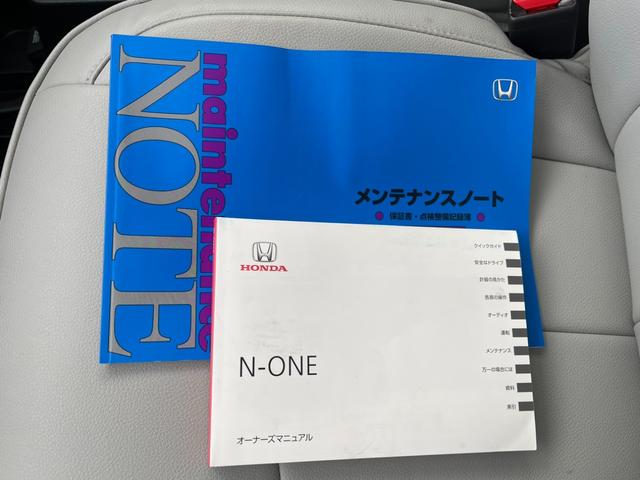 maintenance
NOTE
メンテナンスノート
保証書・点検整備記録簿
HONDA
N-ONE
オーナーズマニュアル
クイックガイド
安全なドライブ
計器の見かた
各部の操作
オーディオ
運転
メンテナンス
万一の場合には
資料
索引